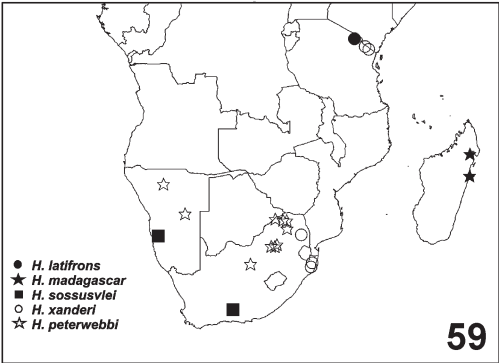 H. latifrons
H. madagascar
H. sossusvlei
H. xanderi
H. peterwebbi
59